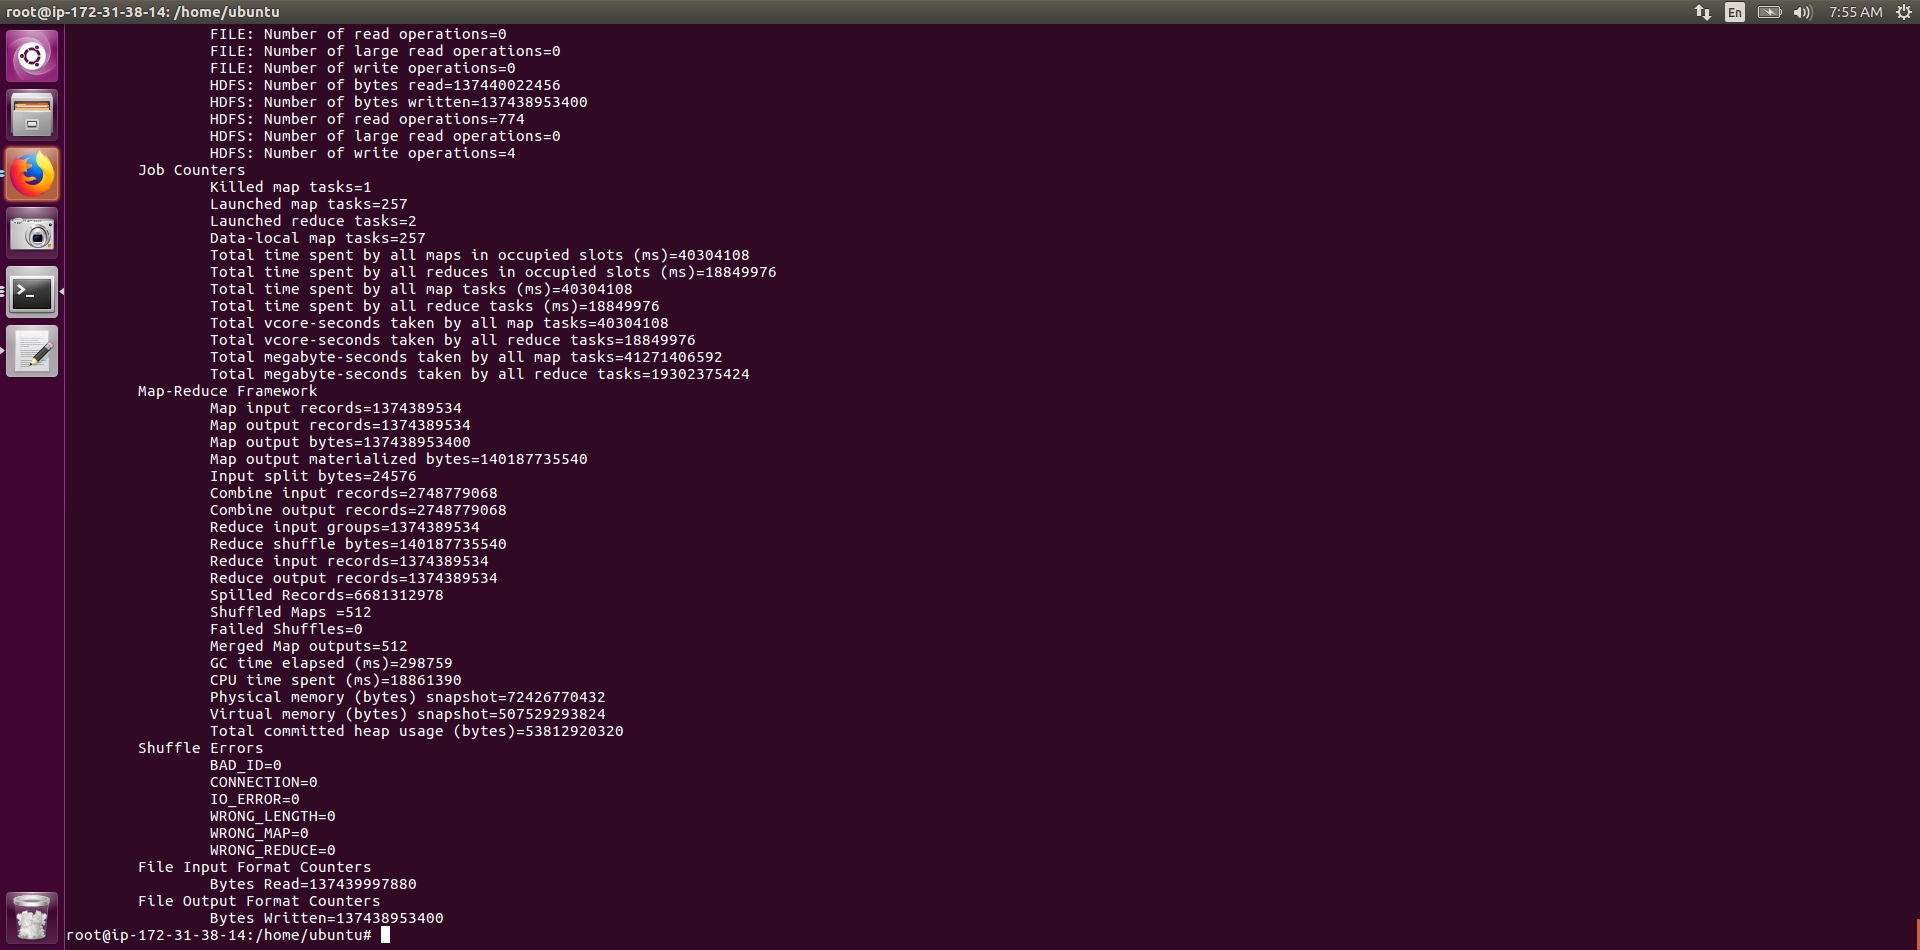 root@ip-172-31-38-14: /home/ubuntu
En
7:55 AM
FILE: Number of read operations=0
FILE: Number of large read operations=0
FILE: Number of write operations=0
HDFS: Number of bytes read=137440022456
HDFS: Number of bytes written=137438953400
HDFS: Number of read operations=774
HDFS: Number of large read operations=0
HDFS: Number of write operations=4
Job Counters
Killed map tasks=1
Launched map tasks=257
Launched reduce tasks=2
Data-local map tasks=257
Total time spent by all maps in occupied slots (ms)=40304108
Total time spent by all reduces in occupied slots (ms)=18849976
Total time spent by all map tasks (ms)=40304108
Total time spent by all reduce tasks (ms)=18849976
Total vcore-seconds taken by all map tasks=40304108
Total vcore-seconds taken by all reduce tasks=18849976
Total megabyte-seconds taken by all map tasks=41271406592
Total megabyte-seconds taken by all reduce tasks=19302375424
Map-Reduce Framework
Map input records=1374389534
Map output records=1374389534
Map output bytes=137438953400
Map output materialized bytes=140187735540
Input split bytes=24576
Combine input records=2748779068
Combine output records=2748779068
Reduce input groups=1374389534
Reduce shuffle bytes=140187735540
Reduce input records=1374389534
Reduce output records=1374389534
Spilled Records=6681312978
Shuffled Maps =512
Failed Shuffles=0
Merged Map outputs=512
GC time elapsed (ms)=298759
CPU time spent (ms)=18861390
Physical memory (bytes) snapshot=72426770432
Virtual memory (bytes) snapshot=507529293824
Total committed heap usage (bytes)=53812920320
Shuffle Errors
BAD_ID=0
CONNECTION=0
IO_ERROR=0
WRONG_LENGTH=0
WRONG_MAP=0
WRONG_REDUCE=0
File Input Format Counters
Bytes Read=137439997880
File Output Format Counters
Bytes Written=137438953400
root@ip-172-31-38-14:/home/ubuntu#